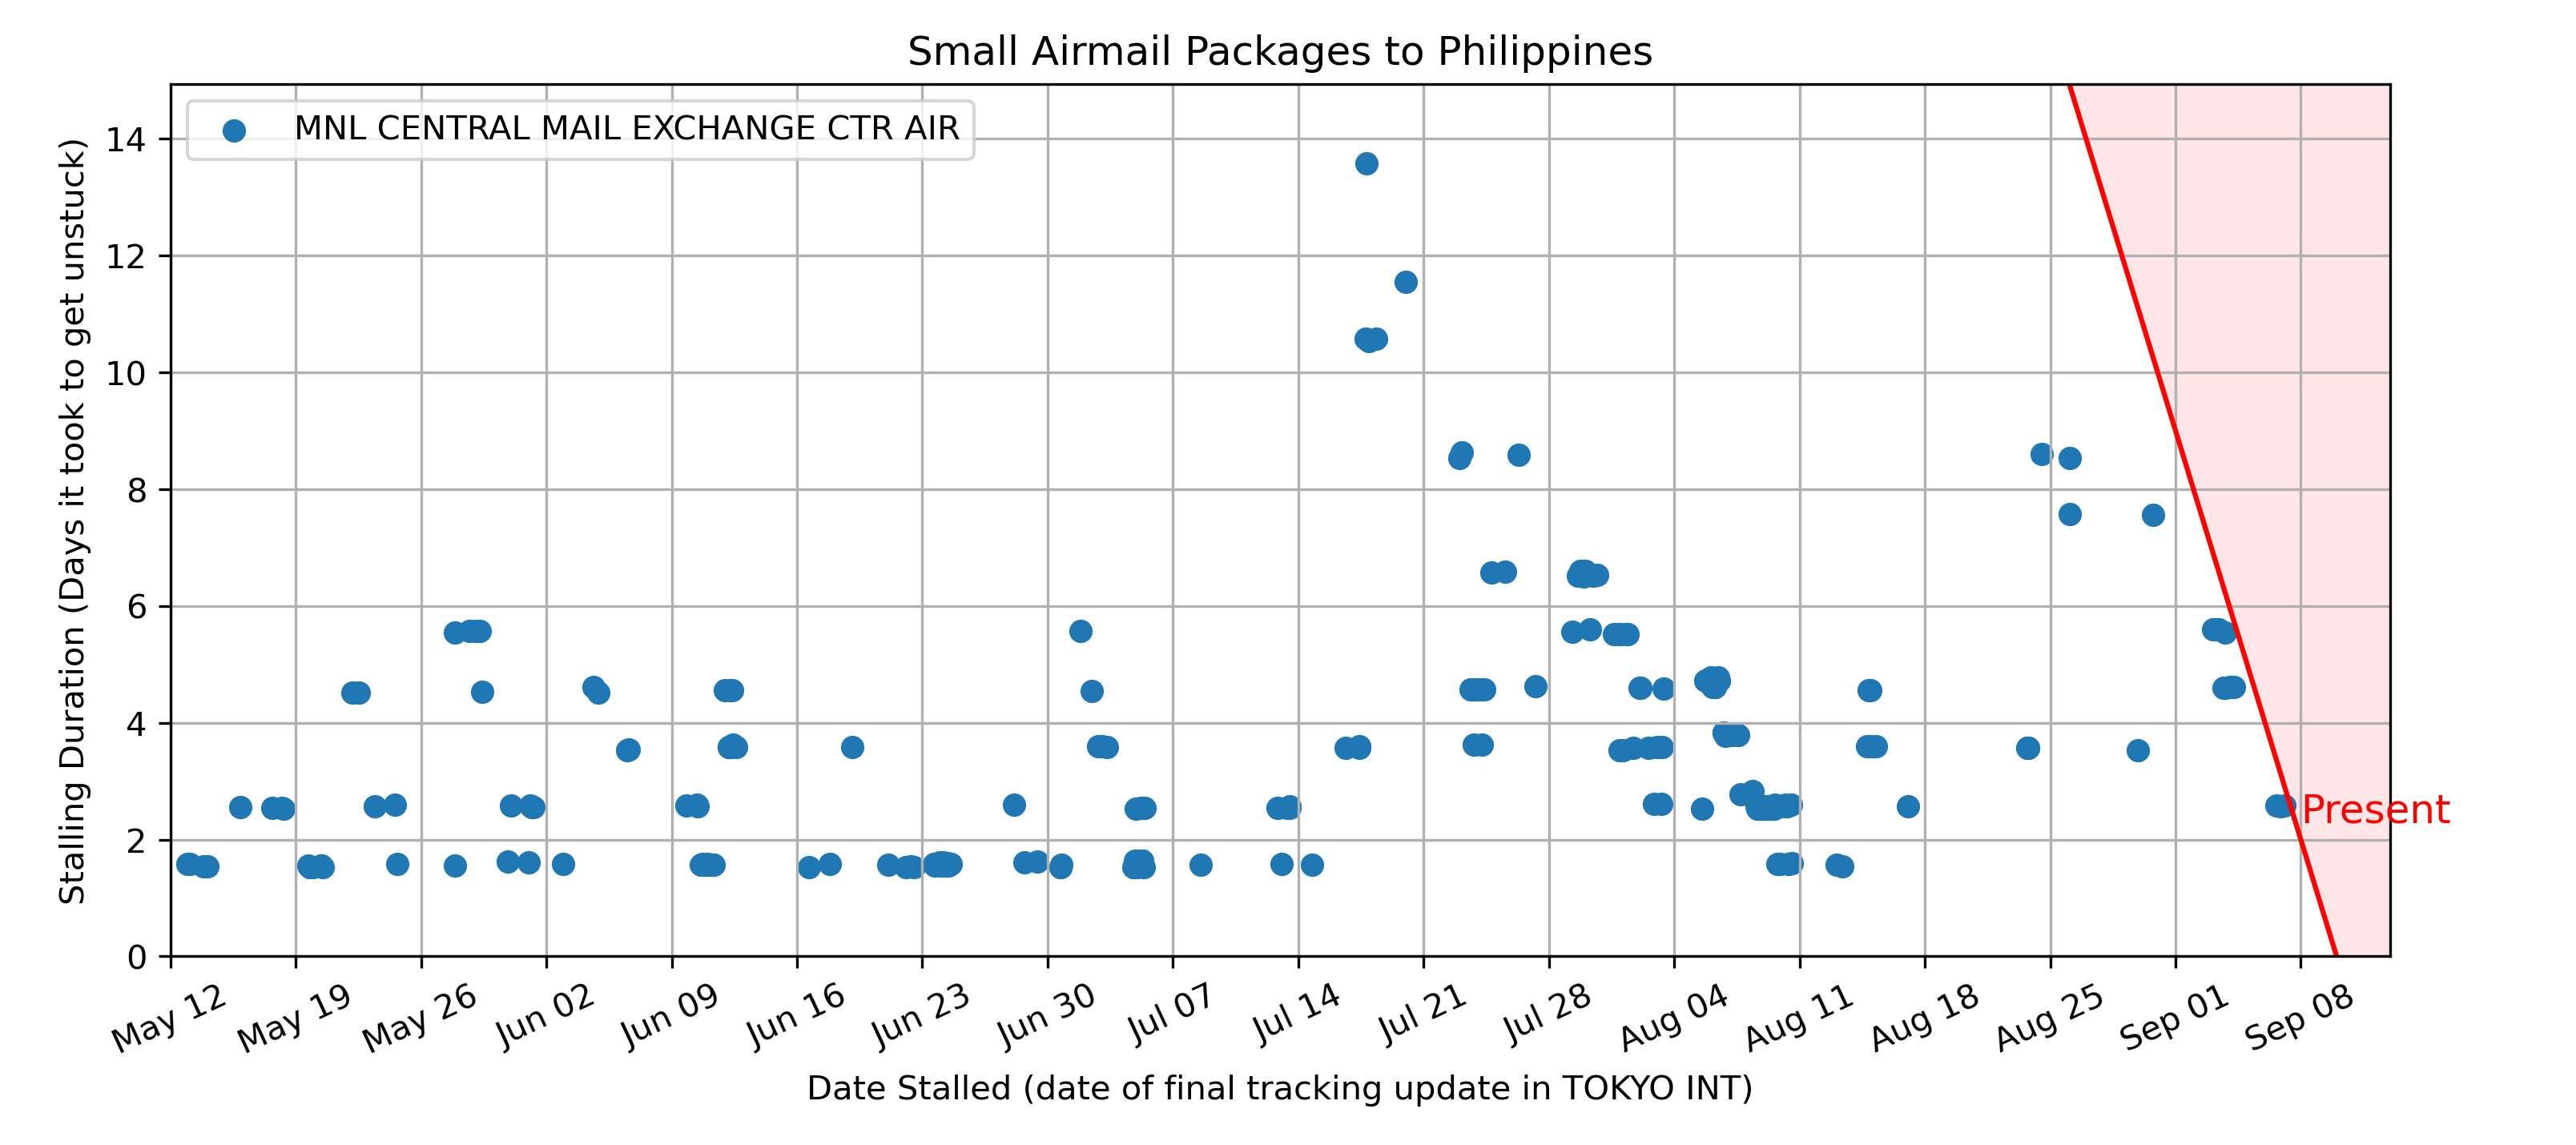 Small Airmail Packages to Philippines
MNL CENTRAL MAIL EXCHANGE CTR AIR
Stalling Duration (Days it took to get unstuck)
14
12
10
8
6
4
2
0
Present
May 12
May 19
May 26
Jun 02
Jun 09
Jun 16
Jun 23
Jun 30
Jul 07
Jul 14
Jul 21
Jul 28
Aug 04
Aug 11
Aug 18
Aug 25
Sep 01
Sep 08
Date Stalled (date of final tracking update in TOKYO INT)